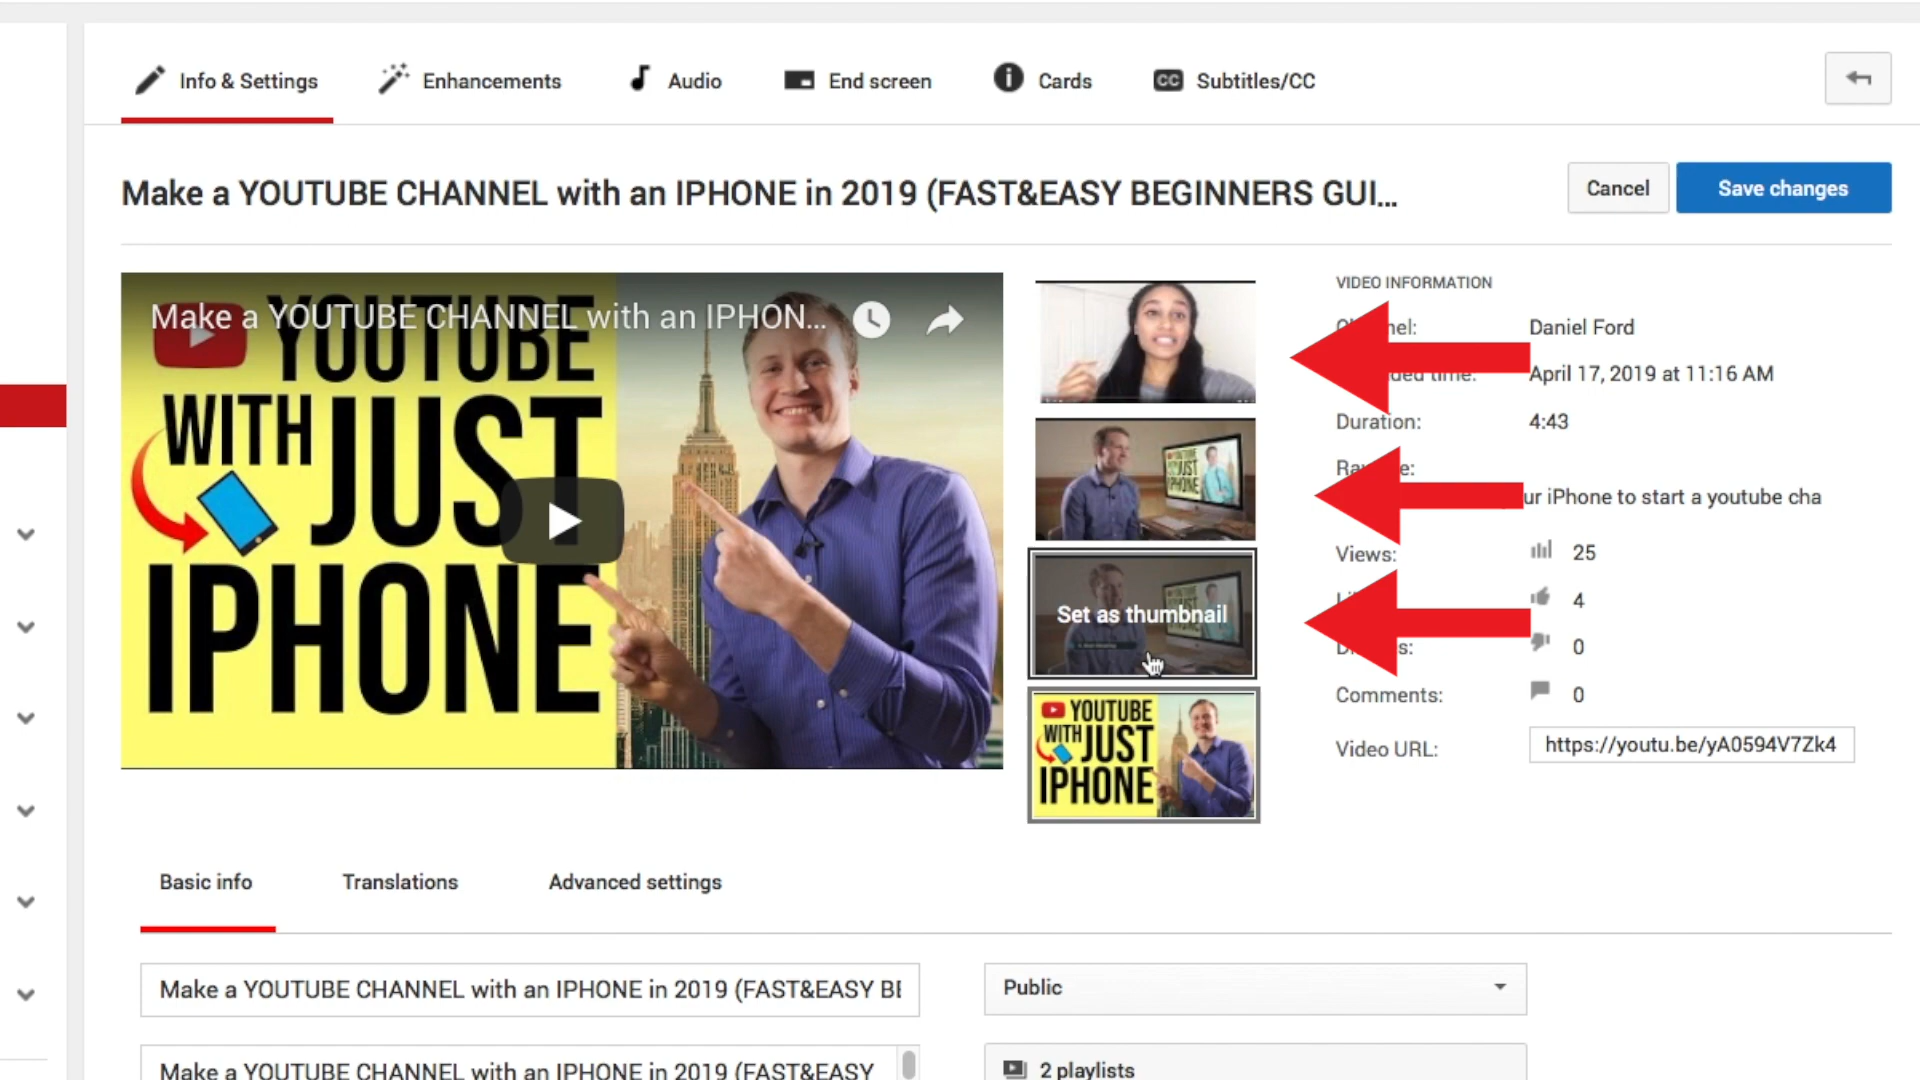 Info & Settings
Enhancements
Audio
End screen
Cards
CC
Subtitles/CC
Make a YOUTUBE CHANNEL with an IPHONE in 2019 (FAST&EASY BEGINNERS GUI...
Cancel
Save changes
Make a YOUTUBE CHANNEL with an IPHON...
YOUTUBE
WITH JUST
IPHONE
WITH JUST
IPHONE
Set as thumbnail
YOUTUBE
WITH JUST
IPHONE
VIDEO INFORMATION
Daniel Ford
April 17, 2019 at 11:16 AM
Duration: 4:43
ur iPhone to start a youtube cha
Views: 25
4
0
Comments: 0
Video URL: https://youtu.be/yA0594V7Zk4
Basic info
Translations
Advanced settings
Make a YOUTUBE CHANNEL with an IPHONE in 2019 (FAST&EASY BE
Public
Make a YOUTUBE CHANNEL with an IPHONE in 2019 (FAST&EASY
2 playlists